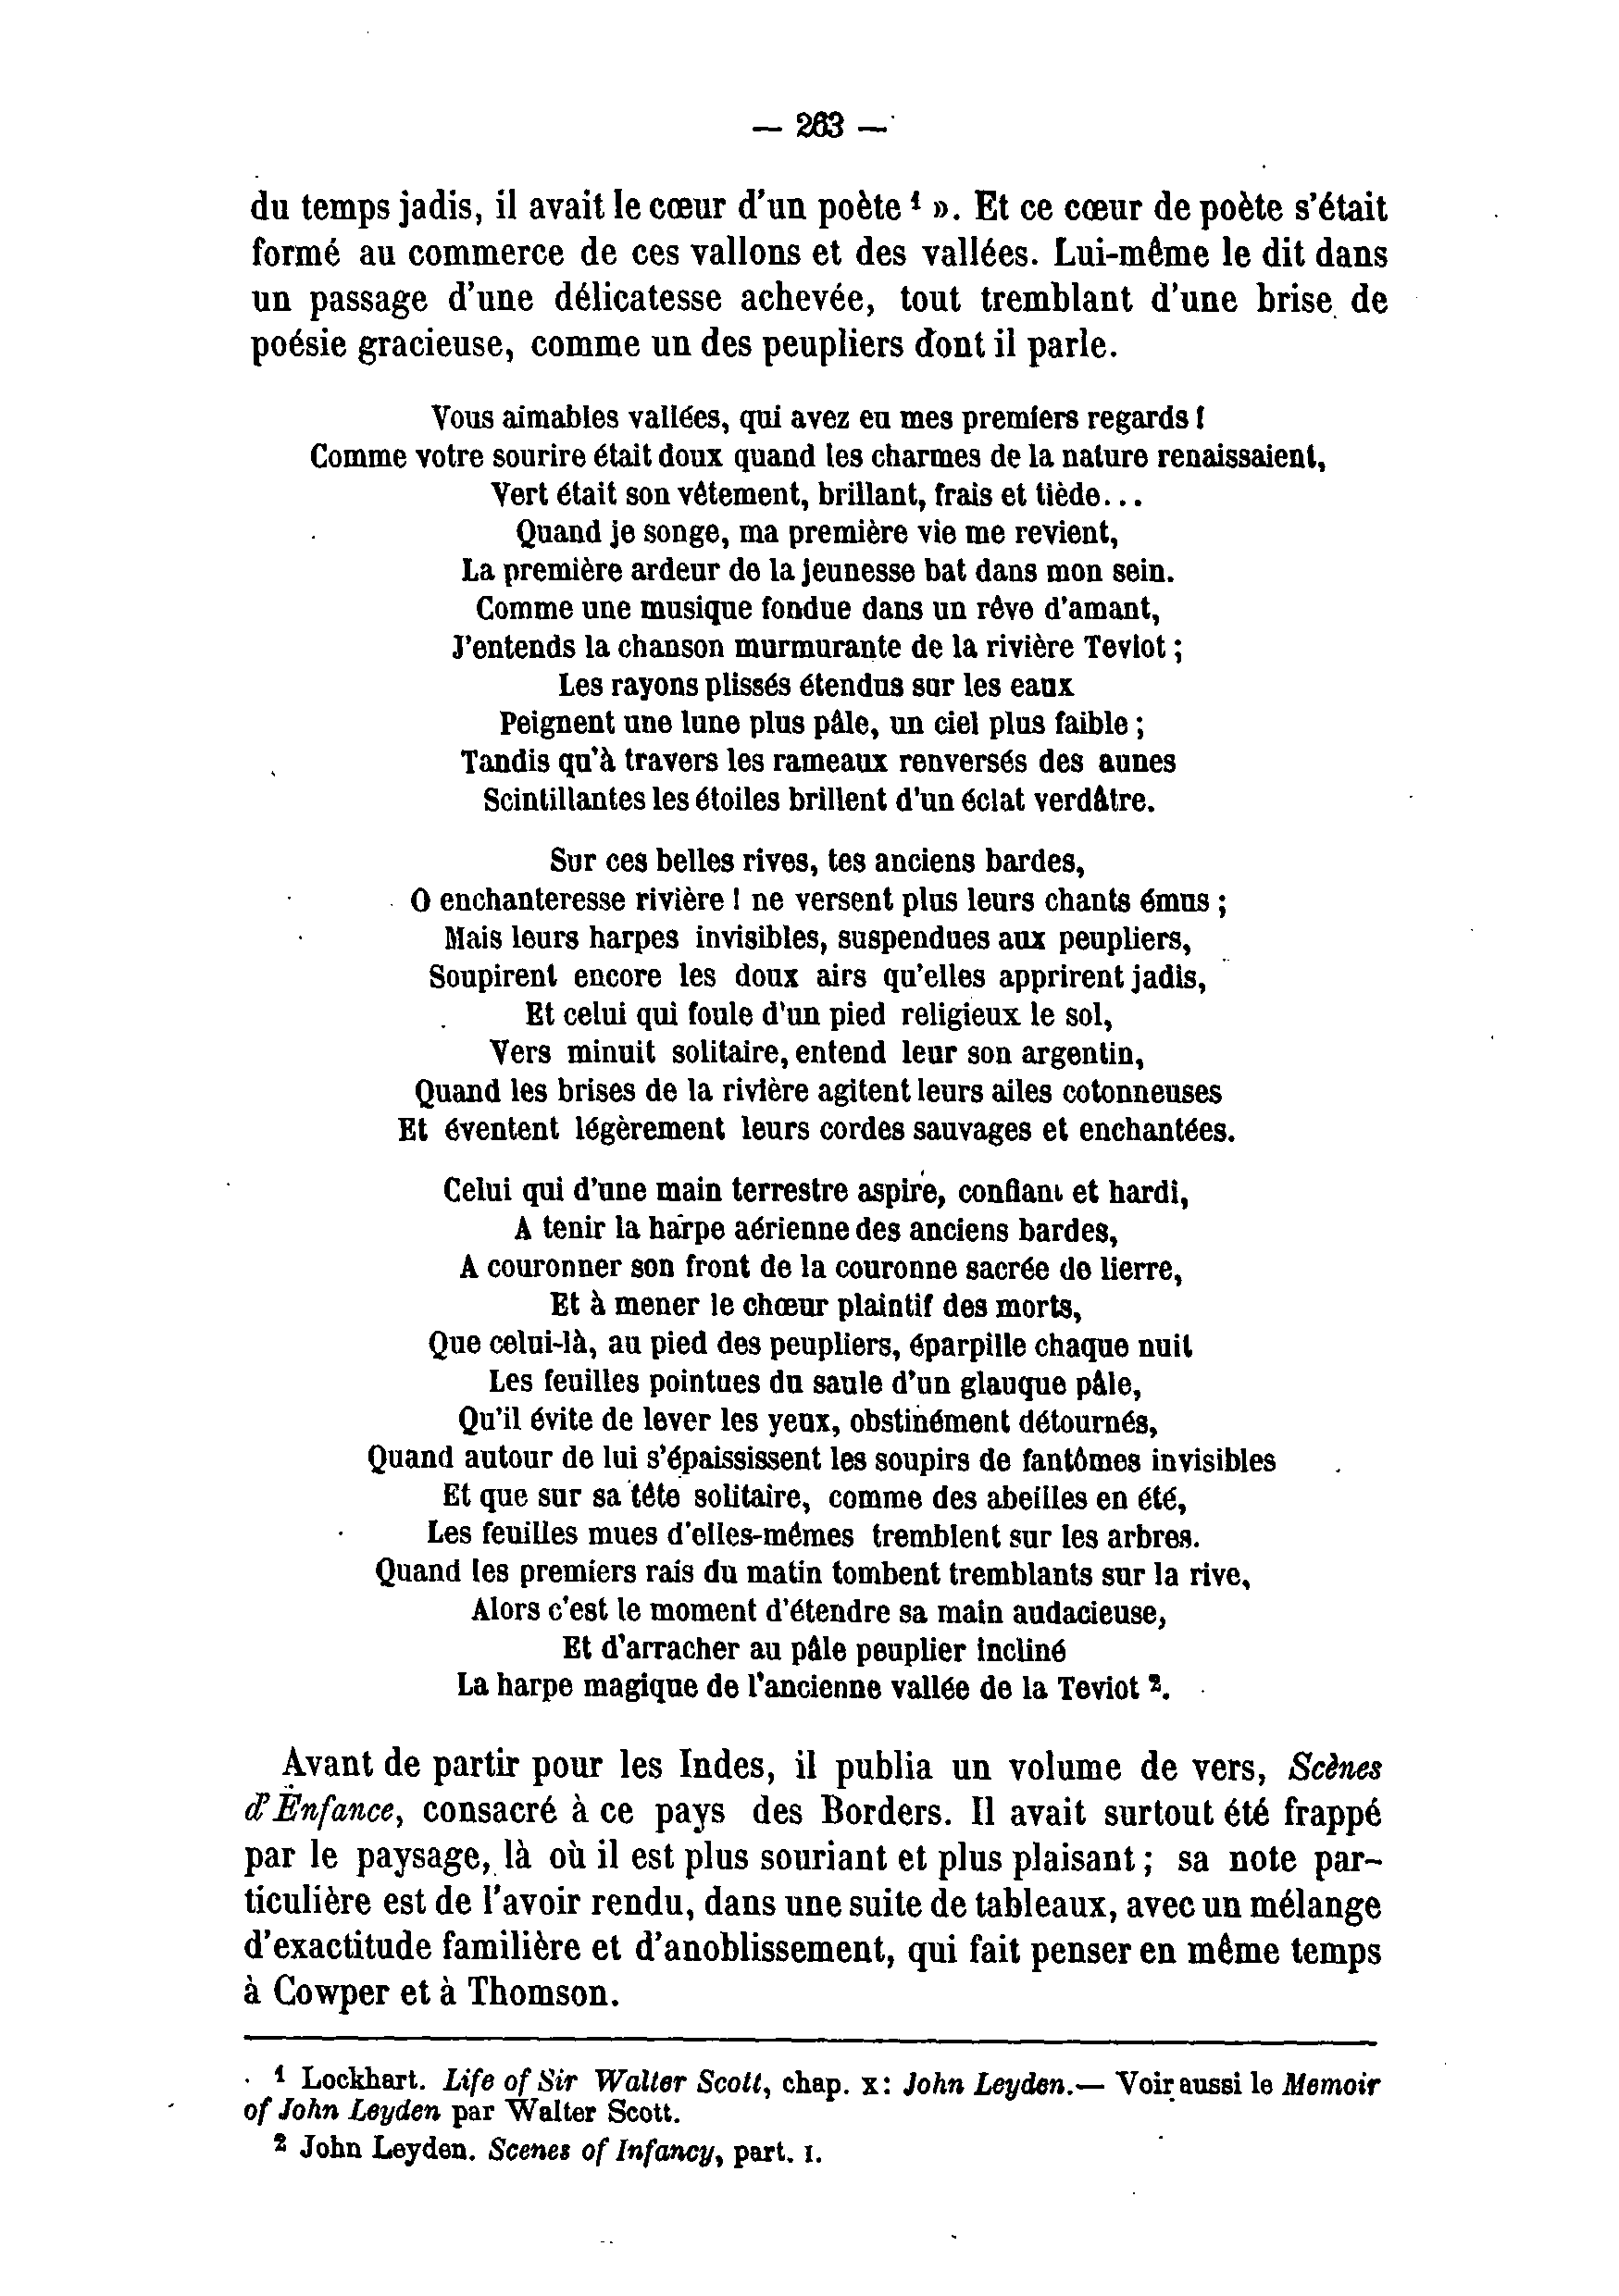 — 263 —
du temps jadis, il avait le cœur d'un poète ¹ ». Et ce cœur de poète s'était
formé au commerce de ces vallons et des vallées. Lui-même le dit dans
un passage d'une délicatesse achevée, tout tremblant d'une brise de
poésie gracieuse, comme un des peupliers dont il parle.
Vous aimables vallées, qui avez eu mes premiers regards !
Comme votre sourire était doux quand les charmes de la nature renaissaient,
Vert était son vêtement, brillant, frais et tiède...
Quand je songe, ma première vie me revient,
La première ardeur de la jeunesse bat dans mon sein.
Comme une musique fondue dans un rêve d'amant,
J'entends la chanson murmurante de la rivière Teviot ;
Les rayons plissés étendus sur les eaux
Peignent une lune plus pâle, un ciel plus faible ;
Tandis qu'à travers les rameaux renversés des aunes
Scintillantes les étoiles brillent d'un éclat verdâtre.
Sur ces belles rives, tes anciens bardes,
O enchanteresse rivière ! ne versent plus leurs chants émus ;
Mais leurs harpes invisibles, suspendues aux peupliers,
Soupirent encore les doux airs qu'elles apprirent jadis,
Et celui qui foule d'un pied religieux le sol,
Vers minuit solitaire, entend leur son argentin,
Quand les brises de la rivière agitent leurs ailes cotonneuses
Et éventent légèrement leurs cordes sauvages et enchantées.
Celui qui d'une main terrestre aspire, confiant et hardi,
A tenir la harpe aérienne des anciens bardes,
A couronner son front de la couronne sacrée de lierre,
Et à mener le chœur plaintif des morts,
Que celui-là, au pied des peupliers, éparpille chaque nuit
Les feuilles pointues du saule d'un glauque pâle,
Qu'il évite de lever les yeux, obstinément détournés,
Quand autour de lui s'épaississent les soupirs de fantômes invisibles
Et que sur sa tête solitaire, comme des abeilles en été,
Les feuilles mues d'elles-mêmes tremblent sur les arbres.
Quand les premiers rais du matin tombent tremblants sur la rive,
Alors c'est le moment d'étendre sa main audacieuse,
Et d'arracher au pâle peuplier incliné
La harpe magique de l'ancienne vallée de la Teviot ².
Avant de partir pour les Indes, il publia un volume de vers, Scènes
d'Enfance, consacré à ce pays des Borders. Il avait surtout été frappé
par le paysage, là où il est plus souriant et plus plaisant ; sa note par-
ticulière est de l'avoir rendu, dans une suite de tableaux, avec un mélange
d'exactitude familière et d'anoblissement, qui fait penser en même temps
à Cowper et à Thomson.
¹ Lockhart. Life of Sir Walter Scott, chap. x: John Leyden.— Voir aussi le Memoir
of John Leyden par Walter Scott.
² John Leyden. Scenes of Infancy, part. I.